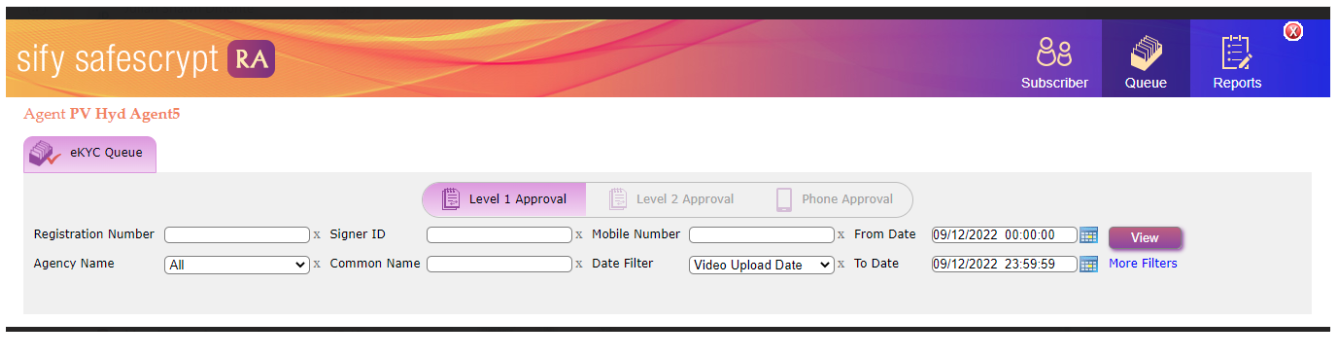 sify safescrypt RA
Subscriber Queue Reports
Agent PV Hyd Agent5
eKYC Queue
Level 1 Approval Level 2 Approval Phone Approval
Registration Number x Signer ID x Mobile Number x From Date 09/12/2022 00:00:00 View
Agency Name All x Common Name x Date Filter Video Upload Date x To Date 09/12/2022 23:59:59 More Filters